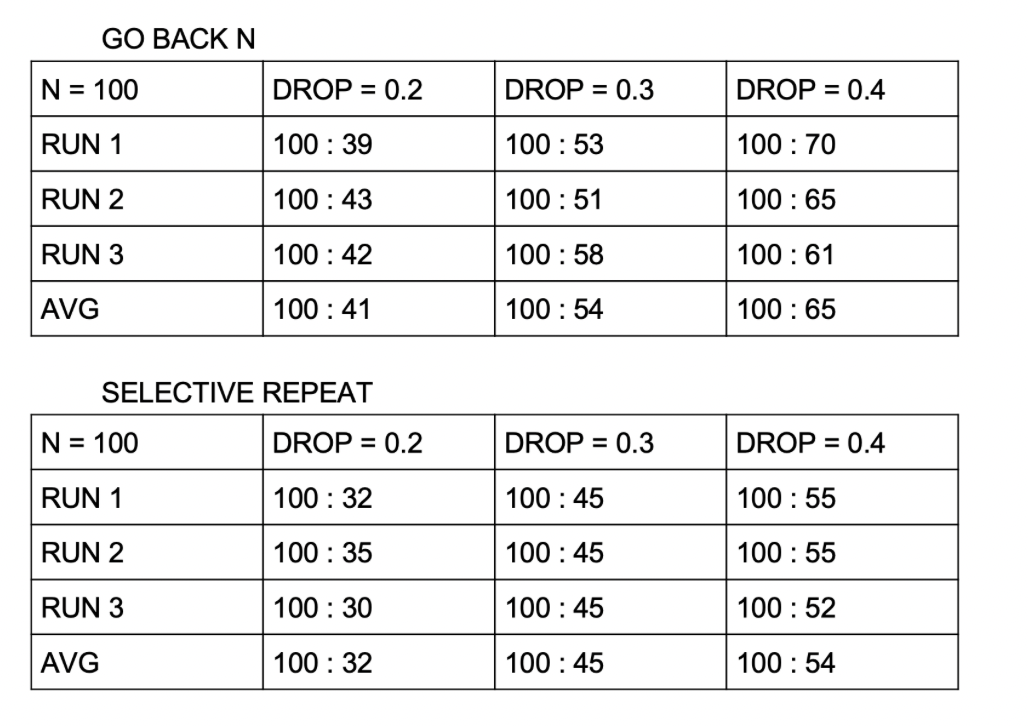 GO BACK N
N = 100 DROP = 0.2 DROP = 0.3 DROP = 0.4
RUN 1 100 : 39 100 : 53 100 : 70
RUN 2 100 : 43 100 : 51 100 : 65
RUN 3 100 : 42 100 : 58 100 : 61
AVG 100 : 41 100 : 54 100 : 65
SELECTIVE REPEAT
N = 100 DROP = 0.2 DROP = 0.3 DROP = 0.4
RUN 1 100 : 32 100 : 45 100 : 55
RUN 2 100 : 35 100 : 45 100 : 55
RUN 3 100 : 30 100 : 45 100 : 52
AVG 100 : 32 100 : 45 100 : 54